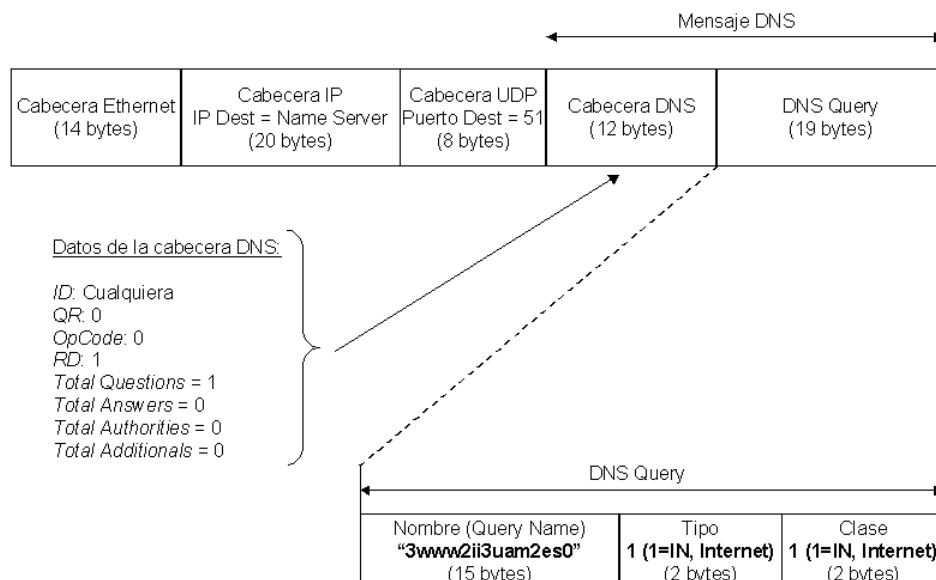 Mensaje DNS
Cabecera Ethernet
(14 bytes)
Cabecera IP
IP Dest = Name Server
(20 bytes)
Cabecera UDP
Puerto Dest = 51
(8 bytes)
Cabecera DNS
(12 bytes)
DNS Query
(19 bytes)
Datos de la cabecera DNS:
ID: Cualquiera
QR: 0
OpCode: 0
RD: 1
Total Questions = 1
Total Answers = 0
Total Authorities = 0
Total Additionals = 0
DNS Query
Nombre (Query Name)
“3www2ii3uam2es0”
(15 bytes)
Tipo
1 (1=IN, Internet)
(2 bytes)
Clase
1 (1=IN, Internet)
(2 bytes)